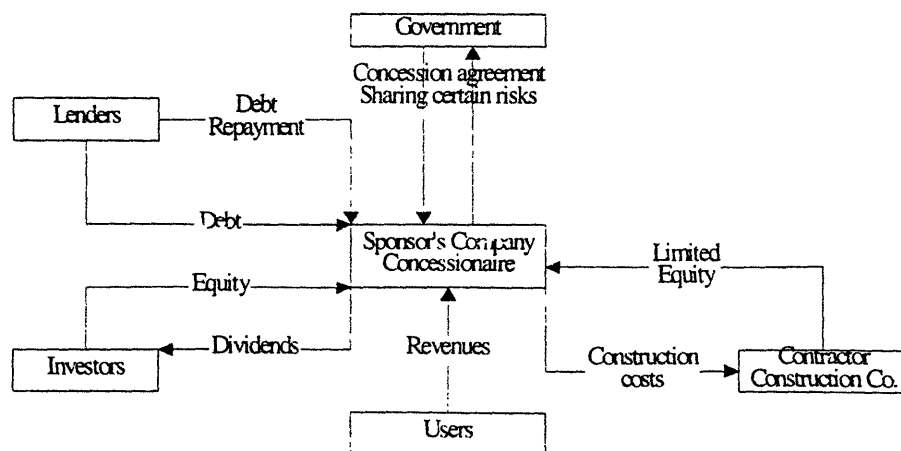 Government
Concession agreement
Sharing certain risks
Lenders
Debt
Repayment
Debt
Sponsor's Company
Concessionaire
Limited
Equity
Equity
Dividends
Revenues
Investors
Construction
costs
Contractor
Construction Co.
Users